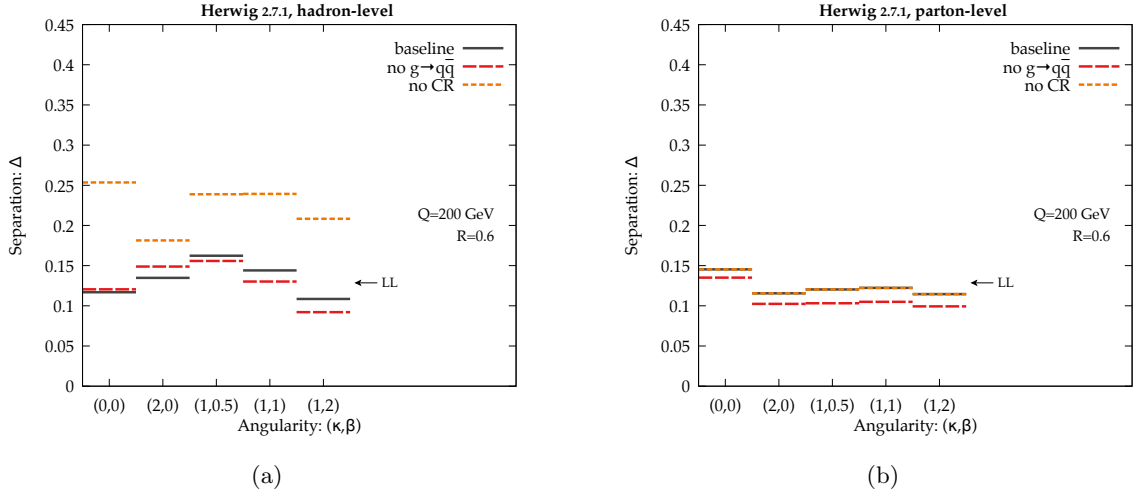 Herwig 2.7.1, hadron-level
baseline
no g→qq̅
no CR
Separation: Δ
0.45
0.4
0.35
0.3
0.25
0.2
0.15
0.1
0.05
0
Q=200 GeV
R=0.6
LL
(0,0) (2,0) (1,0.5) (1,1) (1,2)
Angularity: (κ,β)
(a)
Herwig 2.7.1, parton-level
baseline
no g→qq̅
no CR
Separation: Δ
0.45
0.4
0.35
0.3
0.25
0.2
0.15
0.1
0.05
0
Q=200 GeV
R=0.6
LL
(0,0) (2,0) (1,0.5) (1,1) (1,2)
Angularity: (κ,β)
(b)